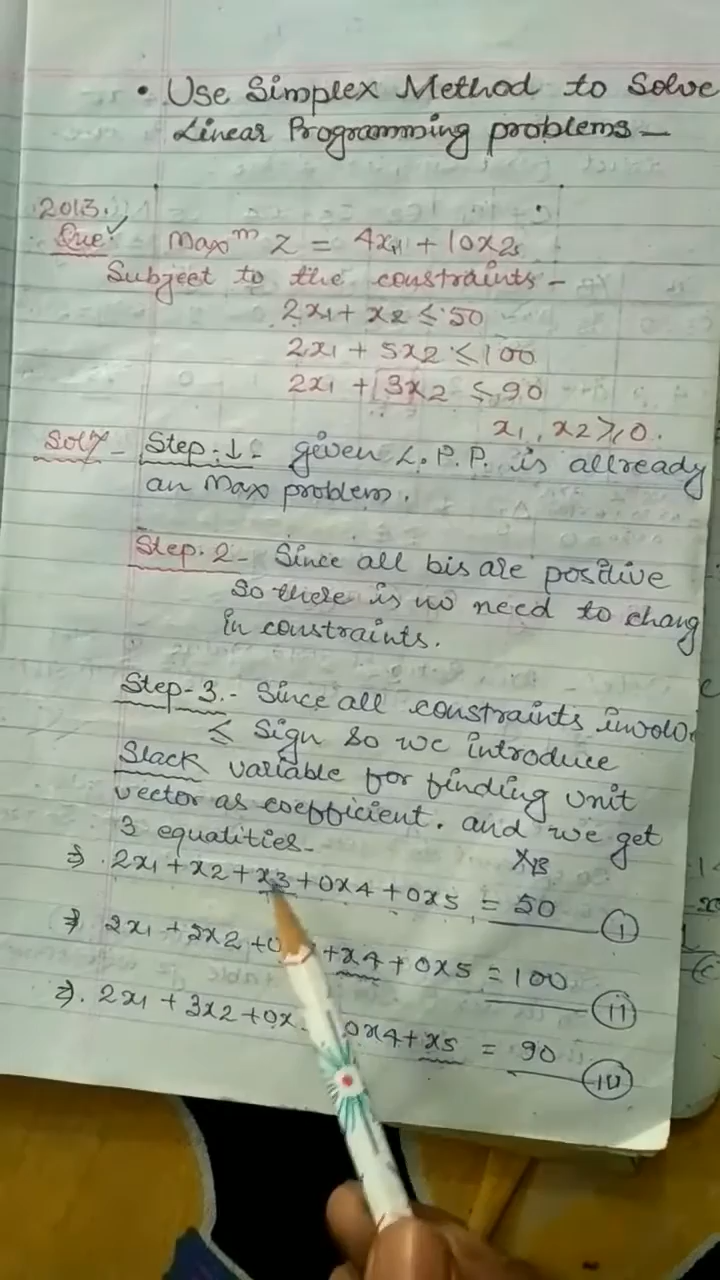 • Use Simplex Method to Solve
Linear Programming problems –
2013.
Que: Maxᵐ Z = 4x1 + 10x2
Subject to the constraints –
2x1 + x2 ≤ 50
2x1 + 5x2 ≤ 100
2x1 + 3x2 ≤ 90
x1, x2 ≥ 0.
Solⁿ – Step.1 – given L.P.P. is allready
an Max problem.
Step.2 – Since all bis are positive
So there is no need to chang
in constraints.
Step-3.- Since all constraints involv
≤ Sign so we introduce
Slack variable for finding unit
vector as coefficient. and we get
3 equalities –
XB
⇒ 2x1 + x2 + x3 + 0x4 + 0x5 = 50 (I)
⇒ 2x1 + 5x2 + 0 + x4 + 0x5 = 100 (II)
⇒ 2x1 + 3x2 + 0x 0x4 + x5 = 90